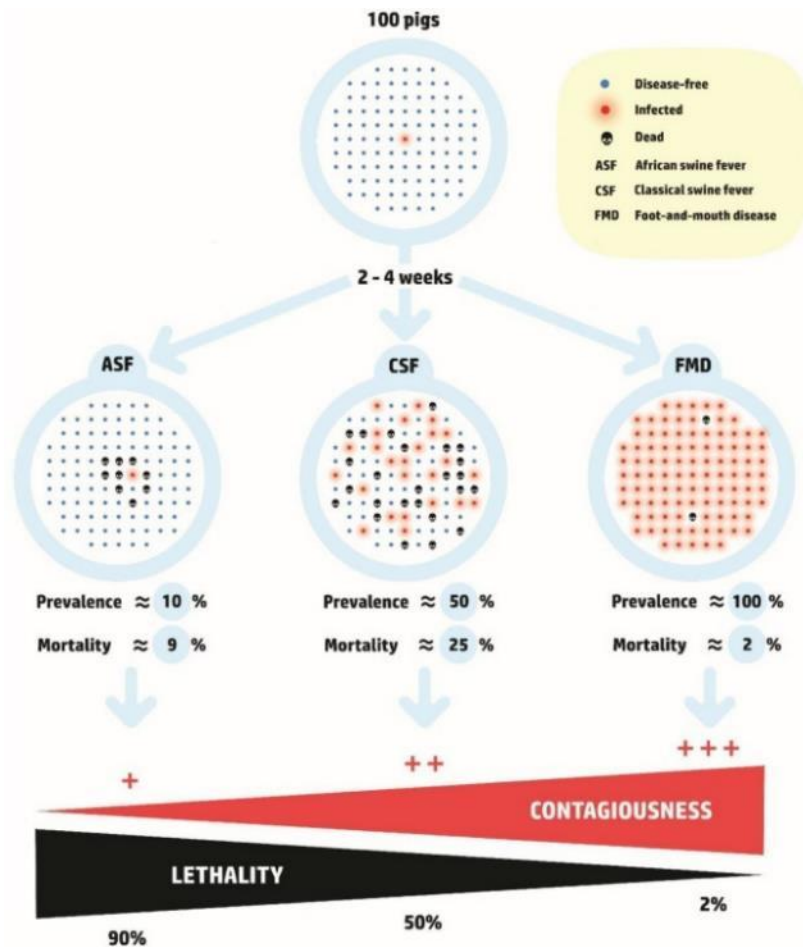 100 pigs
Disease-free
Infected
Dead
ASF African swine fever
CSF Classical swine fever
FMD Foot-and-mouth disease
2 - 4 weeks
ASF
CSF
FMD
Prevalence ≈ 10 %
Mortality ≈ 9 %
Prevalence ≈ 50 %
Mortality ≈ 25 %
Prevalence ≈ 100 %
Mortality ≈ 2 %
+
++
+++
CONTAGIOUSNESS
LETHALITY
90%
50%
2%